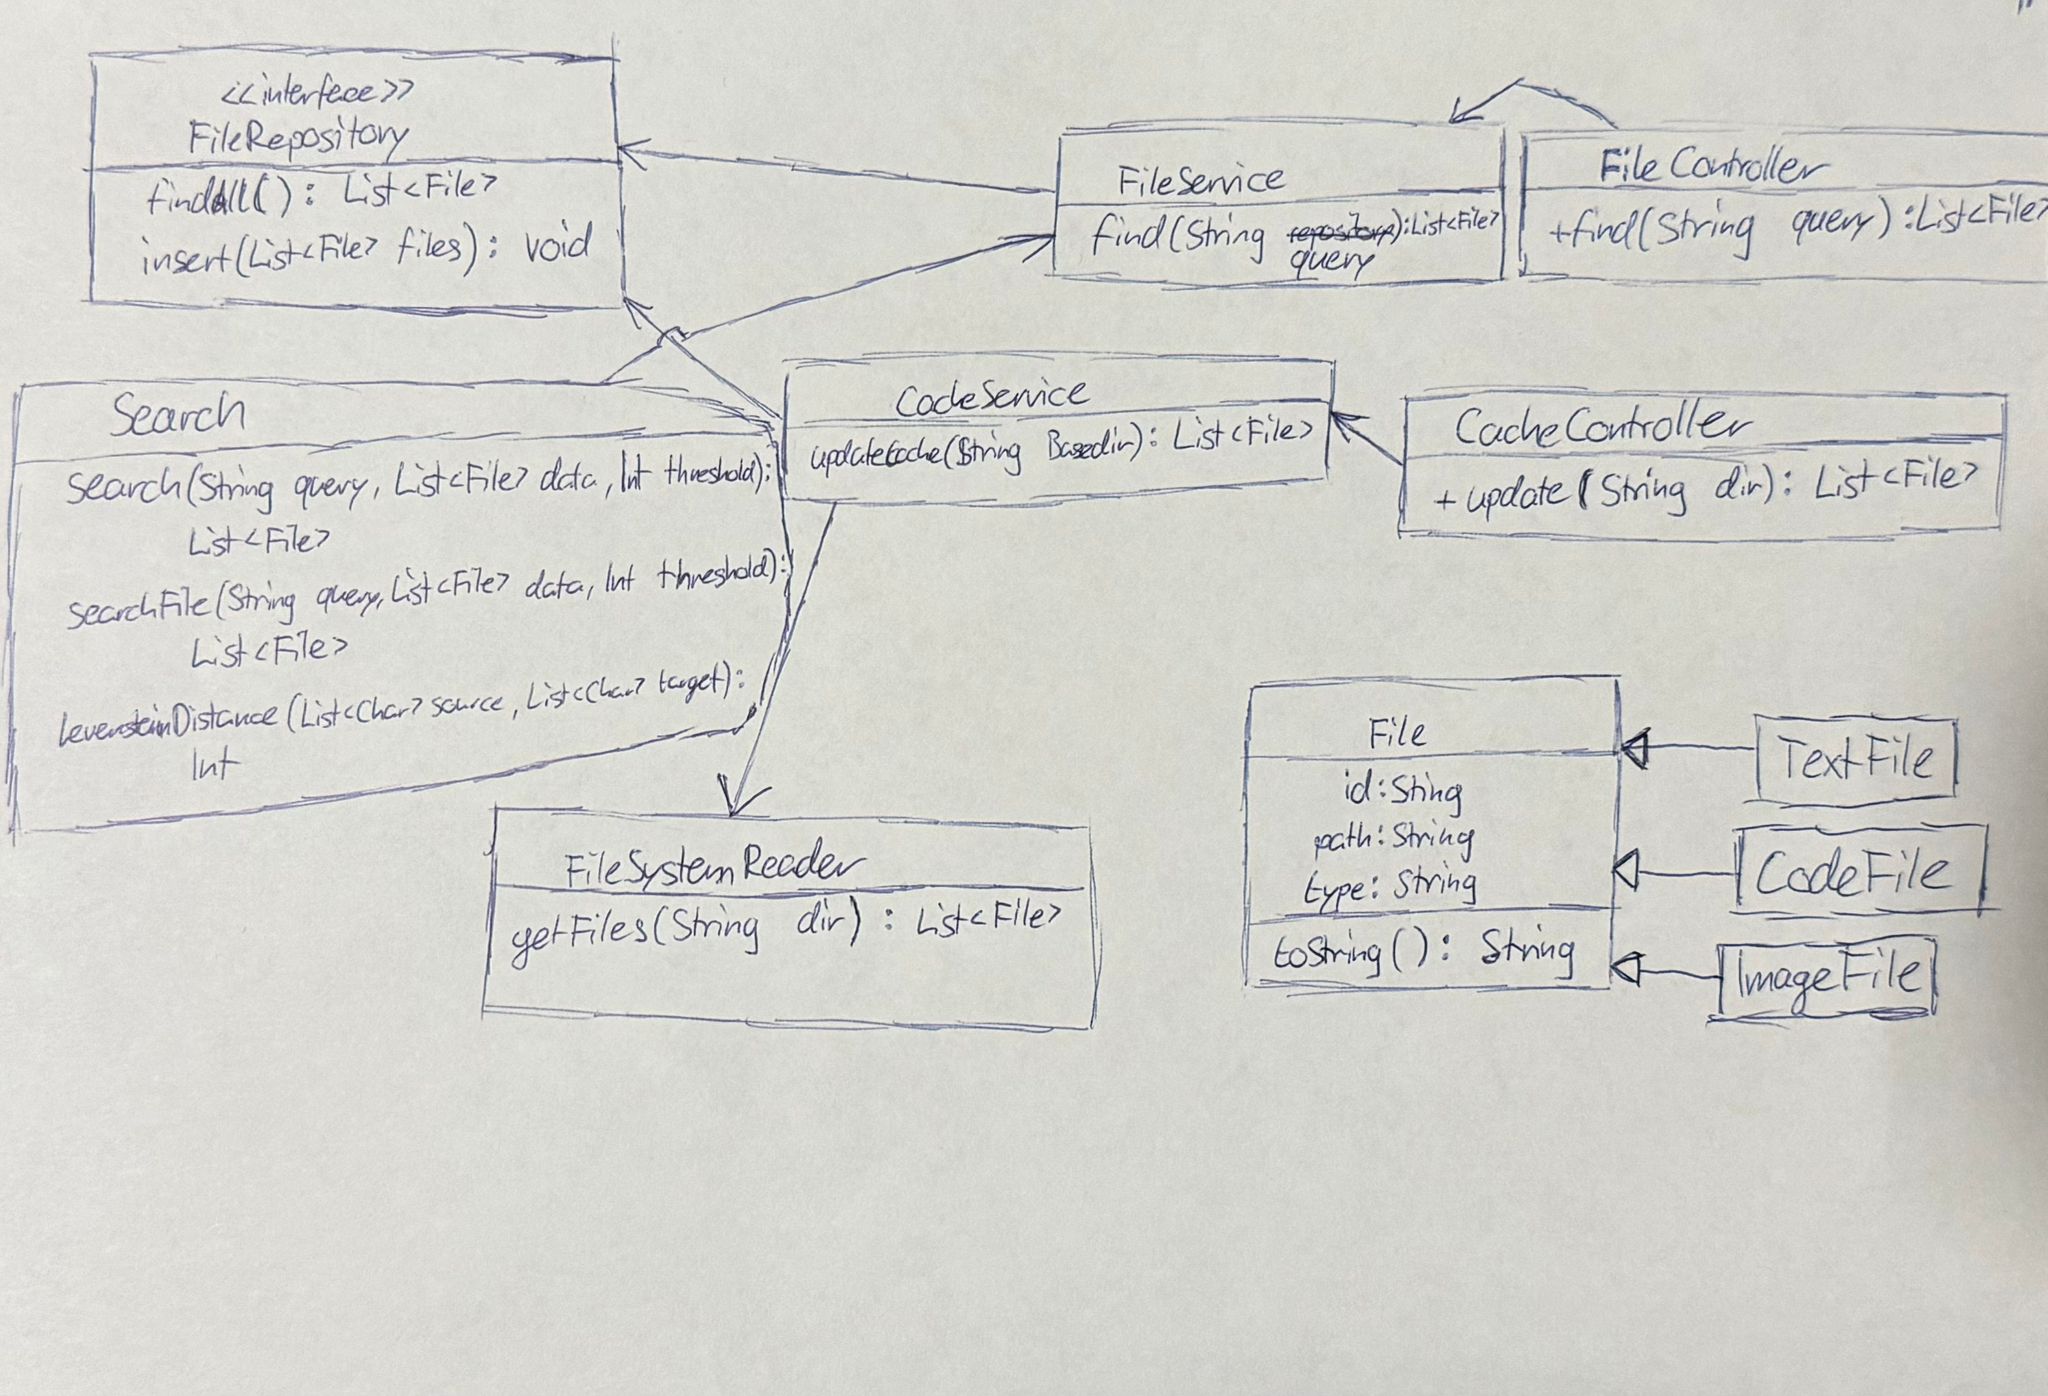 <<interface>>
FileRepository
findAll(): List<File>
insert(List<File> files): void
FileService
find(String repository): List<File>
query
FileController
+find(String query): List<File>
Search
search(String query, List<File> data, Int threshold):
List<File>
searchFile(String query, List<File> data, Int threshold):
List<File>
(List<Char> source, List<Char> target):
Int
updateCache(String Basedir): List<File>
CacheController
+ update(String dir): List<File>
FileSystemReader
getFiles(String dir): List<File>
File
id: String
path: String
type: String
toString(): String
TextFile
CodeFile
ImageFile